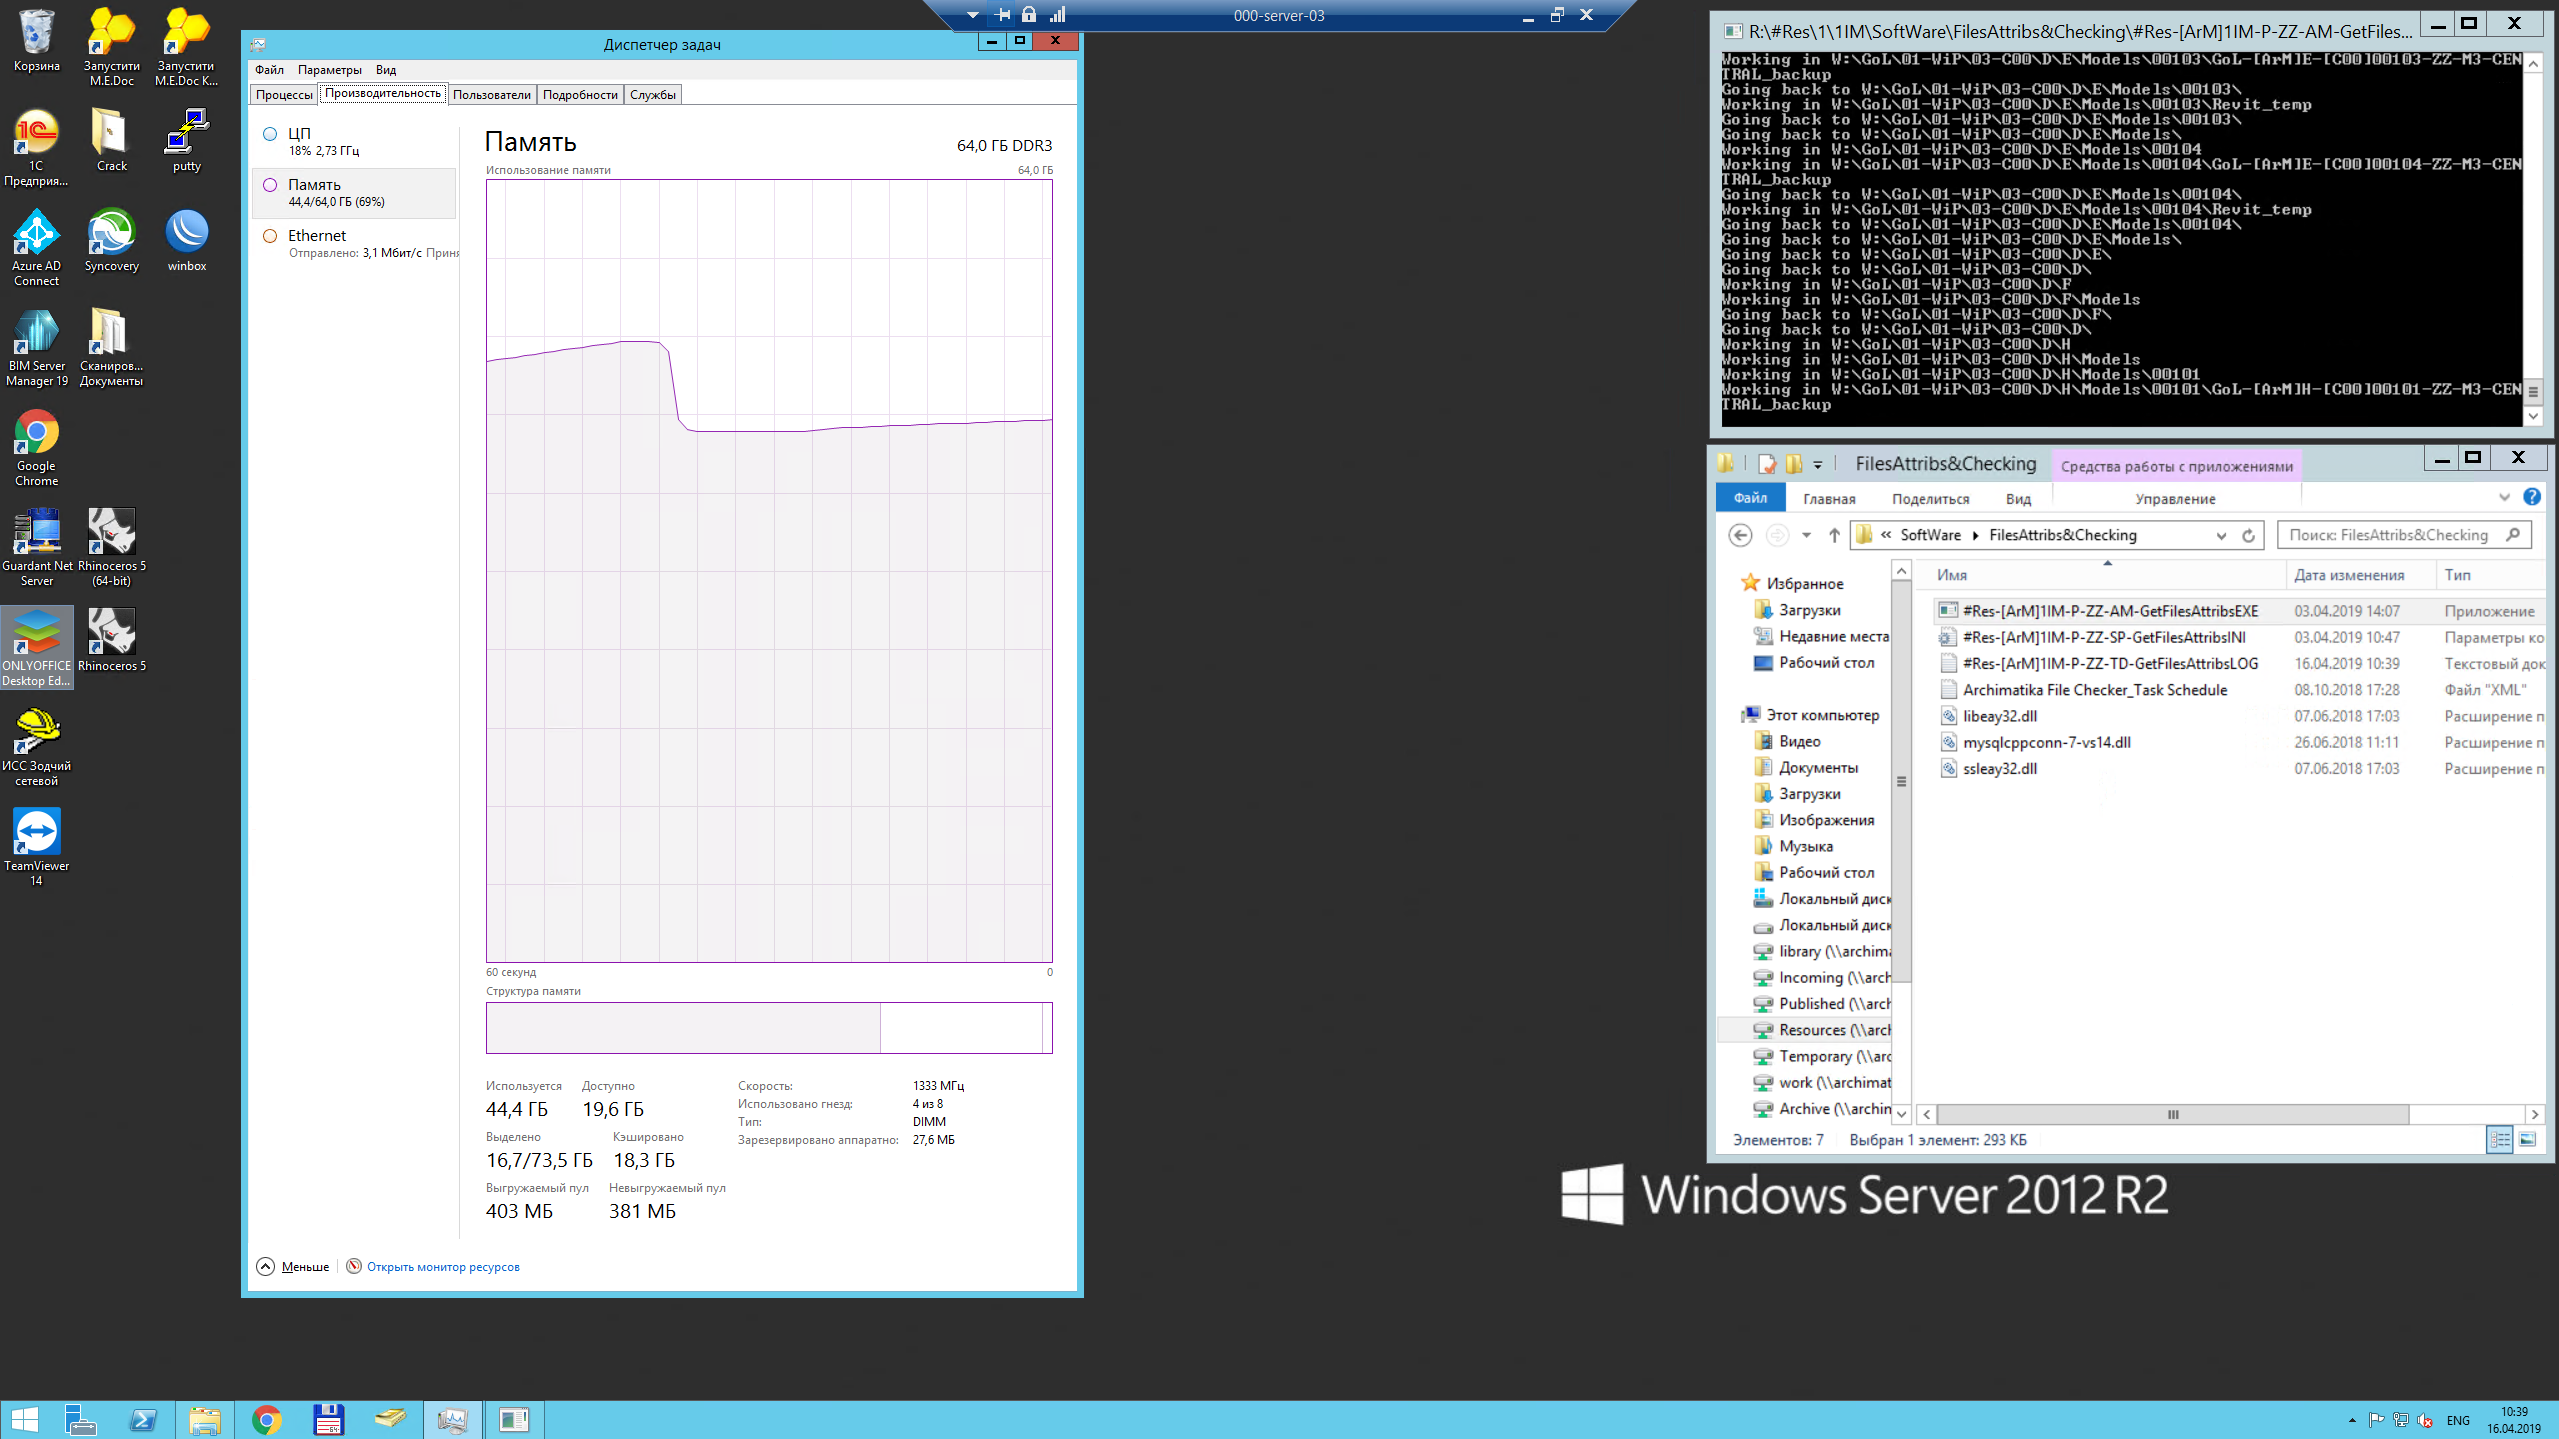 000-server-03
Корзина
Запустити M.E.Doc
Запустити M.E.Doc K...
1C Предприя...
Crack
putty
Azure AD Connect
Syncovery
winbox
BIM Server Manager 19
Сканиров... Документы
Google Chrome
Guardant Net Server
Rhinoceros 5 (64-bit)
ONLYOFFICE Desktop Ed...
Rhinoceros 5
ИСС Зодчий сетевой
TeamViewer 14
Диспетчер задач
Файл Параметры Вид
Процессы Производительность Пользователи Подробности Службы
ЦП
18% 2,73 ГГц
Память
44,4/64,0 ГБ (69%)
Ethernet
Отправлено: 3,1 Мбит/с Приня
Память 64,0 ГБ DDR3
Использование памяти 64,0 ГБ
60 секунд 0
Структура памяти
Используется Доступно
44,4 ГБ 19,6 ГБ
Выделено Кэшировано
16,7/73,5 ГБ 18,3 ГБ
Выгружаемый пул Невыгружаемый пул
403 МБ 381 МБ
Скорость: 1333 МГц
Использовано гнезд: 4 из 8
Тип: DIMM
Зарезервировано аппаратно: 27,6 МБ
Меньше Открыть монитор ресурсов
R:\#Res\1\1IM\SoftWare\FilesAttribs&Checking\#Res-[ArM]1IM-P-ZZ-AM-GetFiles...
Working in W:\GoL\01-WiP\03-C00\D\E\Models\00103\GoL-[ArM]E-[C00]00103-ZZ-M3-CEN
TRAL_backup
Going back to W:\GoL\01-WiP\03-C00\D\E\Models\00103\
Working in W:\GoL\01-WiP\03-C00\D\E\Models\00103\Revit_temp
Going back to W:\GoL\01-WiP\03-C00\D\E\Models\00103\
Going back to W:\GoL\01-WiP\03-C00\D\E\Models\
Working in W:\GoL\01-WiP\03-C00\D\E\Models\00104
Working in W:\GoL\01-WiP\03-C00\D\E\Models\00104\GoL-[ArM]E-[C00]00104-ZZ-M3-CEN
TRAL_backup
Going back to W:\GoL\01-WiP\03-C00\D\E\Models\00104\
Working in W:\GoL\01-WiP\03-C00\D\E\Models\00104\Revit_temp
Going back to W:\GoL\01-WiP\03-C00\D\E\Models\00104\
Going back to W:\GoL\01-WiP\03-C00\D\E\Models\
Going back to W:\GoL\01-WiP\03-C00\D\E\
Going back to W:\GoL\01-WiP\03-C00\D\
Working in W:\GoL\01-WiP\03-C00\D\F
Working in W:\GoL\01-WiP\03-C00\D\F\Models
Going back to W:\GoL\01-WiP\03-C00\D\F\
Going back to W:\GoL\01-WiP\03-C00\D\
Working in W:\GoL\01-WiP\03-C00\D\H
Working in W:\GoL\01-WiP\03-C00\D\H\Models
Working in W:\GoL\01-WiP\03-C00\D\H\Models\00101
Working in W:\GoL\01-WiP\03-C00\D\H\Models\00101\GoL-[ArM]H-[C00]00101-ZZ-M3-CEN
TRAL_backup
FilesAttribs&Checking Средства работы с приложениями
Файл Главная Поделиться Вид Управление
« SoftWare FilesAttribs&Checking Поиск: FilesAttribs&Checking
Избранное
Загрузки
Недавние места
Рабочий стол
Этот компьютер
Видео
Документы
Загрузки
Изображения
Музыка
Рабочий стол
Локальный диск
Локальный диск
library (\\archima
Incoming (\\arch
Published (\\arch
Resources (\\arch
Temporary (\\arc
work (\\archimat
Archive (\\archim
Имя Дата изменения Тип
#Res-[ArM]1IM-P-ZZ-AM-GetFilesAttribsEXE 03.04.2019 14:07 Приложение
#Res-[ArM]1IM-P-ZZ-SP-GetFilesAttribsINI 03.04.2019 10:47 Параметры ко
#Res-[ArM]1IM-P-ZZ-TD-GetFilesAttribsLOG 16.04.2019 10:39 Текстовый док
Archimatika File Checker_Task Schedule 08.10.2018 17:28 Файл "XML"
libeay32.dll 07.06.2018 17:03 Расширение п
mysqlcppconn-7-vs14.dll 26.06.2018 11:11 Расширение п
ssleay32.dll 07.06.2018 17:03 Расширение п
Элементов: 7 Выбран 1 элемент: 293 КБ
Windows Server 2012 R2
ENG
10:39
16.04.2019